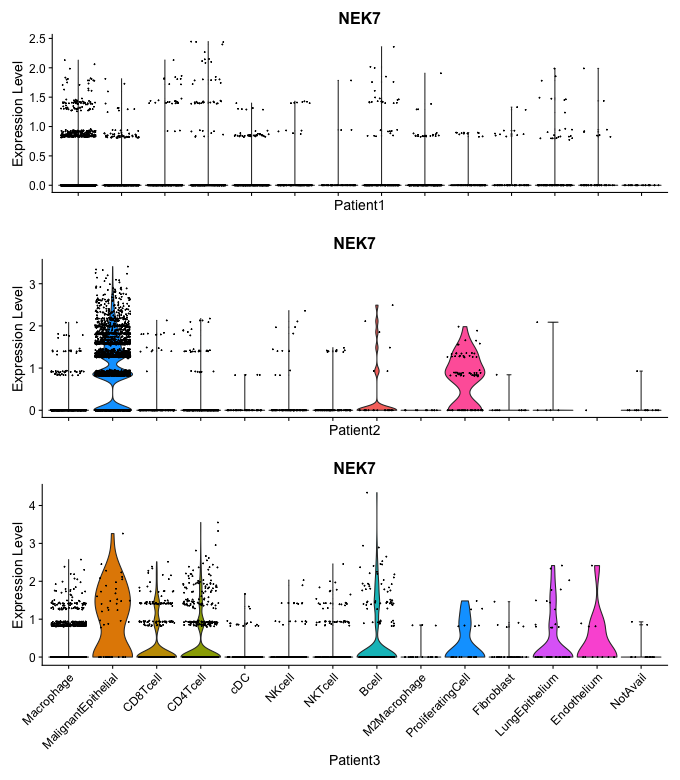 NEK7
Expression Level
2.5
2.0
1.5
1.0
0.5
0.0
Patient1
NEK7
Expression Level
3
2
1
0
Patient2
NEK7
Expression Level
4
3
2
1
0
Macrophage
MalignantEpithelial
CD8Tcell
CD4Tcell
cDC
NKcell
NKTcell
Bcell
M2Macrophage
ProliferatingCell
Fibroblast
LungEpithelium
Endothelium
NotAvail
Patient3